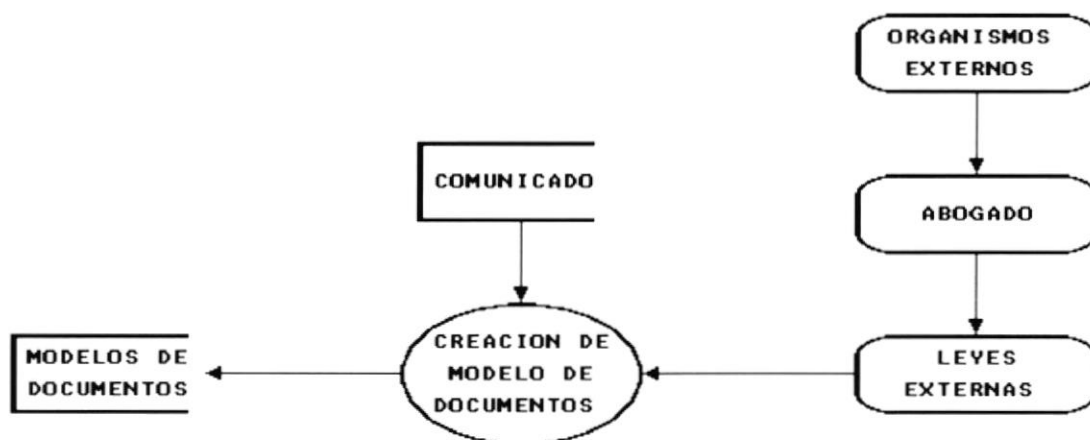 ORGANISMOS
EXTERNOS
COMUNICADO
ABOGADO
MODELOS DE
DOCUMENTOS
CREACION DE
MODELO DE
DOCUMENTOS
LEYES
EXTERNAS